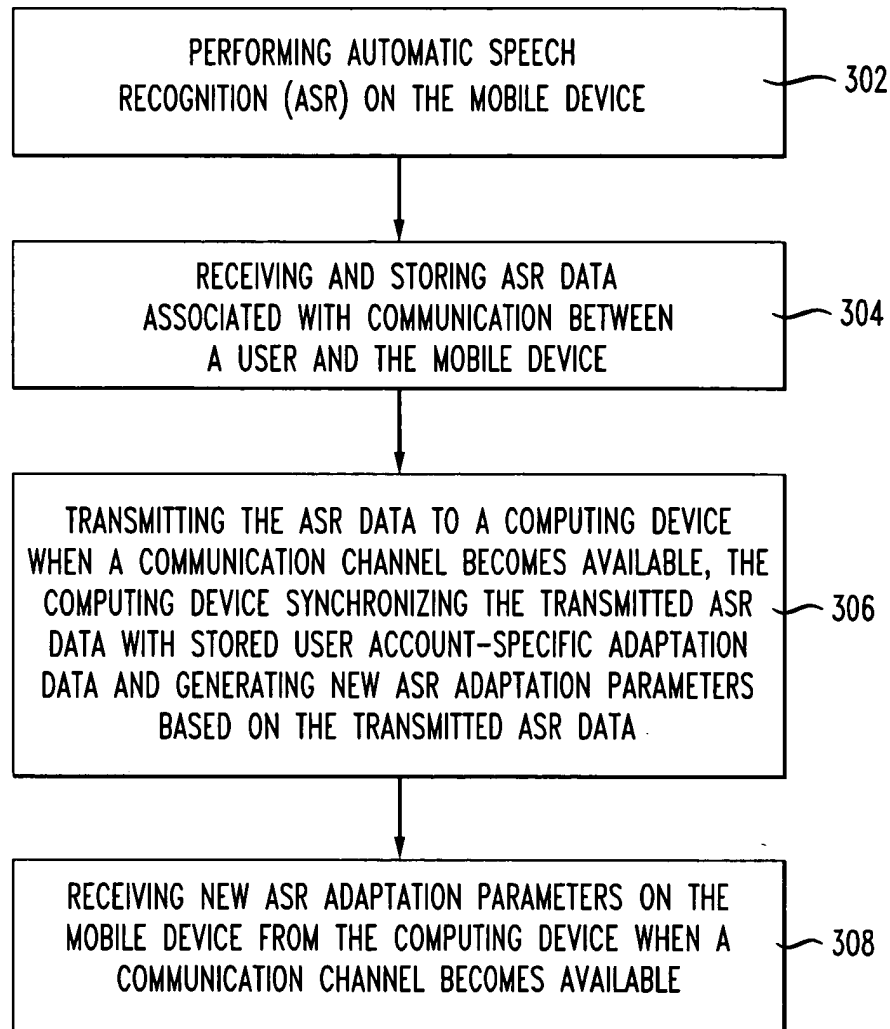 PERFORMING AUTOMATIC SPEECH
RECOGNITION (ASR) ON THE MOBILE DEVICE
302
RECEIVING AND STORING ASR DATA
ASSOCIATED WITH COMMUNICATION BETWEEN
A USER AND THE MOBILE DEVICE
304
TRANSMITTING THE ASR DATA TO A COMPUTING DEVICE
WHEN A COMMUNICATION CHANNEL BECOMES AVAILABLE, THE
COMPUTING DEVICE SYNCHRONIZING THE TRANSMITTED ASR
DATA WITH STORED USER ACCOUNT-SPECIFIC ADAPTATION
DATA AND GENERATING NEW ASR ADAPTATION PARAMETERS
BASED ON THE TRANSMITTED ASR DATA
306
RECEIVING NEW ASR ADAPTATION PARAMETERS ON THE
MOBILE DEVICE FROM THE COMPUTING DEVICE WHEN A
COMMUNICATION CHANNEL BECOMES AVAILABLE
308